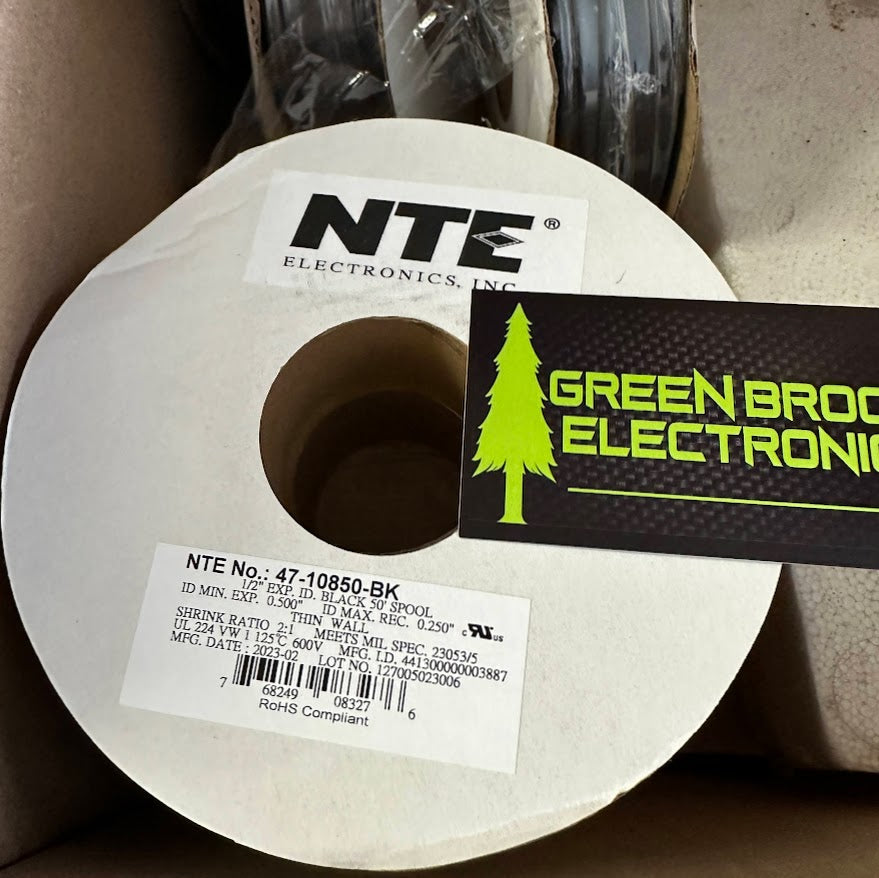 NTE®
ELECTRONICS, INC
GREEN BROO
ELECTRONIC
NTE No.: 47-10850-BK
1/2" EXP. ID. BLACK 50' SPOOL
ID MIN. EXP. 0.500" ID MAX. REC. 0.250"
THIN WALL
SHRINK RATIO 2:1 MEETS MIL SPEC. 23053/5
UL 224 VW 1 125°C 600V MFG. I.D. 441300000003887
MFG. DATE : 2023-02 LOT NO. 127005023006
c RU us
7 68249 08327 6
RoHS Compliant